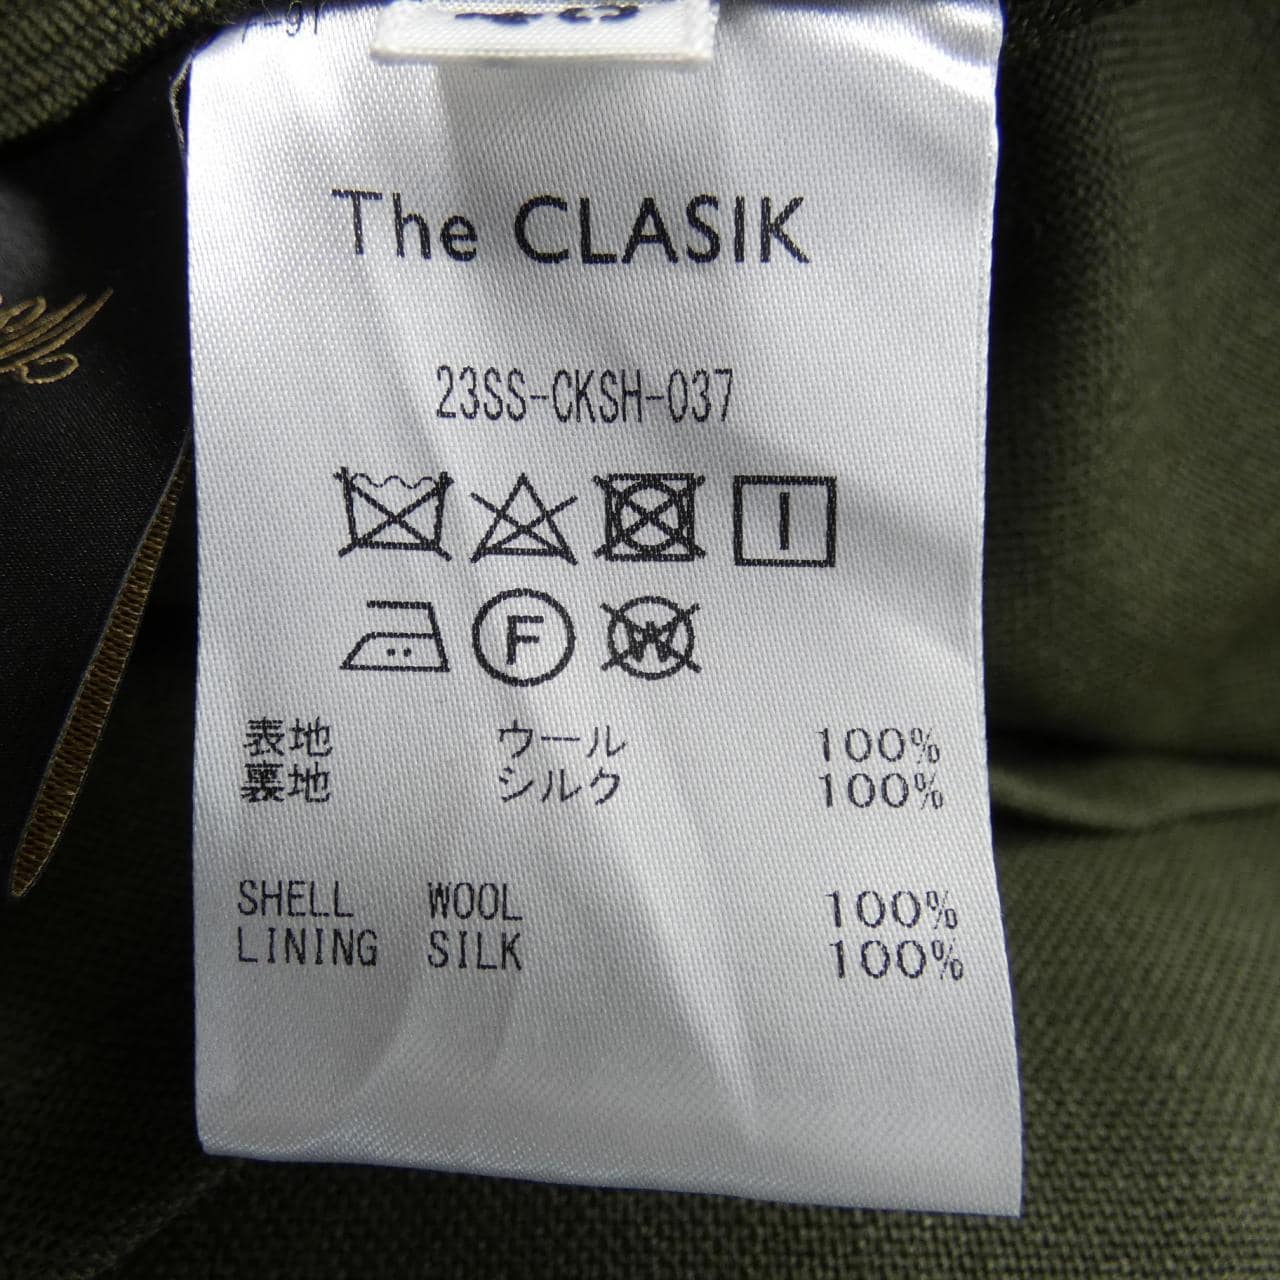 The CLASIK
23SS-CKSH-037
F
W
表地 ウール 100%
裏地 シルク 100%
SHELL WOOL 100%
LINING SILK 100%